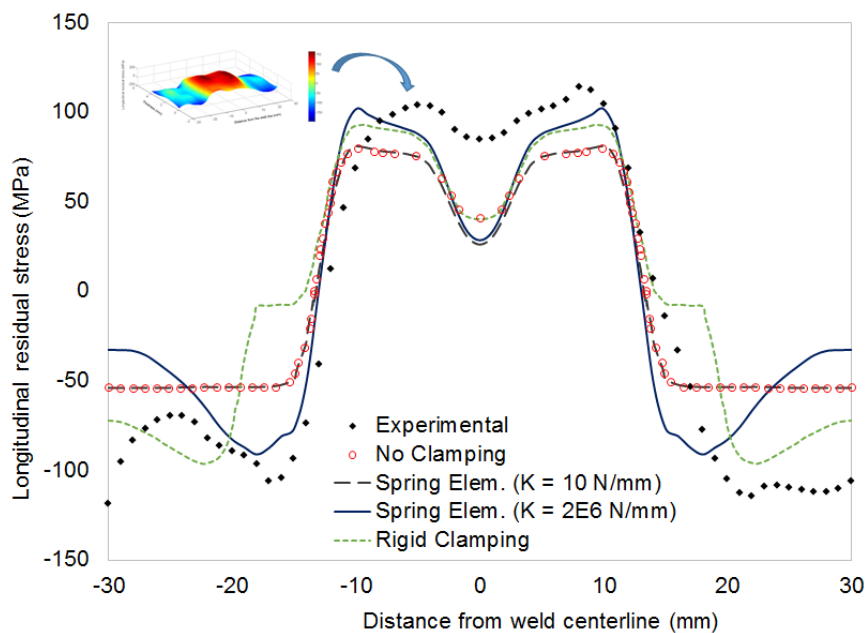 150
100
50
0
-50
-100
-150
-30
-20
-10
0
10
20
30
Longitudinal residual stress (MPa)
Distance from weld centerline (mm)
Experimental
No Clamping
Spring Elem. (K = 10 N/mm)
Spring Elem. (K = 2E6 N/mm)
Rigid Clamping